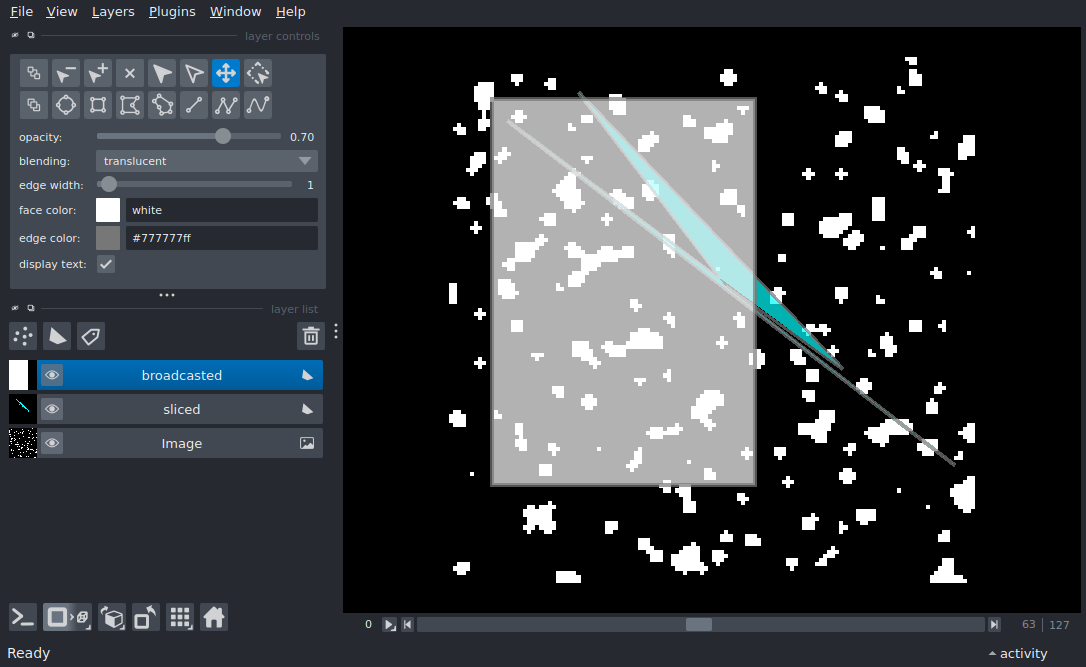 File View Layers Plugins Window Help
layer controls
opacity: 0.70
blending: translucent
edge width: 1
face color: white
edge color: #777777ff
display text:
layer list
broadcasted
sliced
Image
0 63 127
Ready activity